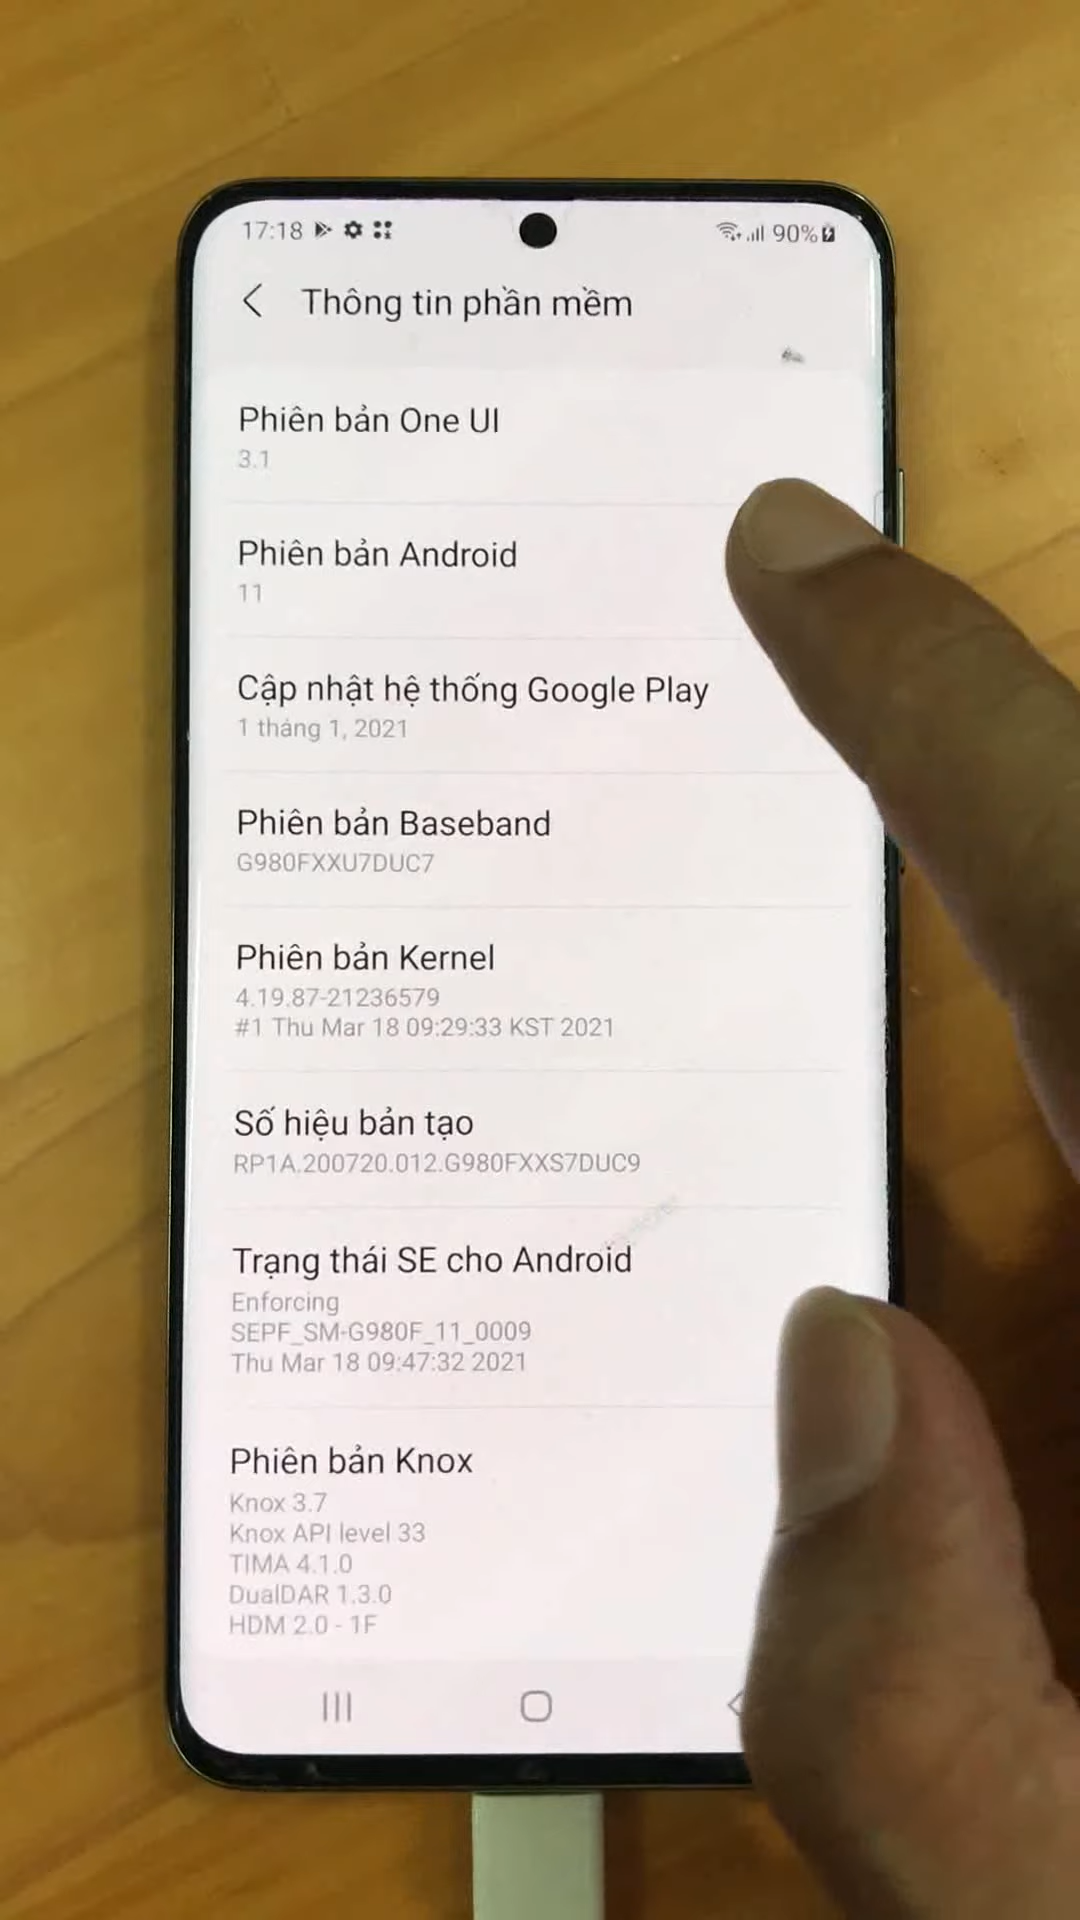 17:18
90%
Thông tin phần mềm
Phiên bản One UI
3.1
Phiên bản Android
11
Cập nhật hệ thống Google Play
1 tháng 1, 2021
Phiên bản Baseband
G980FXXU7DUC7
Phiên bản Kernel
4.19.87-21236579
#1 Thu Mar 18 09:29:33 KST 2021
Số hiệu bản tạo
RP1A.200720.012.G980FXXS7DUC9
Trạng thái SE cho Android
Enforcing
SEPF_SM-G980F_11_0009
Thu Mar 18 09:47:32 2021
Phiên bản Knox
Knox 3.7
Knox API level 33
TIMA 4.1.0
DualDAR 1.3.0
HDM 2.0 - 1F